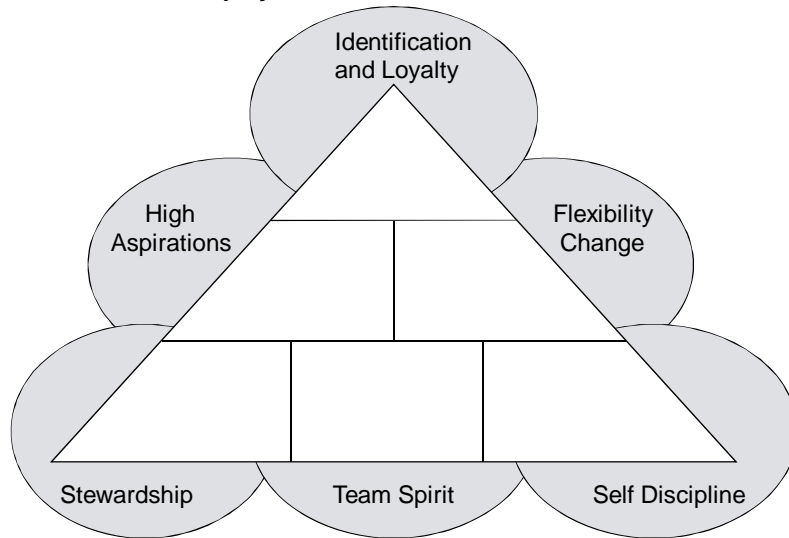 Identification
and Loyalty
High
Aspirations
Flexibility
Change
Stewardship
Team Spirit
Self Discipline